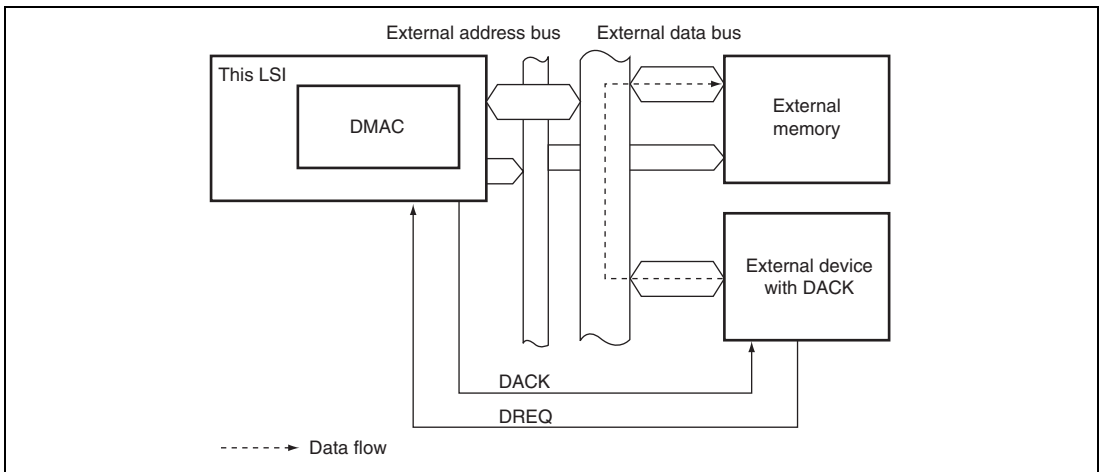 External address bus
External data bus
This LSI
DMAC
External
memory
External device
with DACK
DACK
DREQ
Data flow